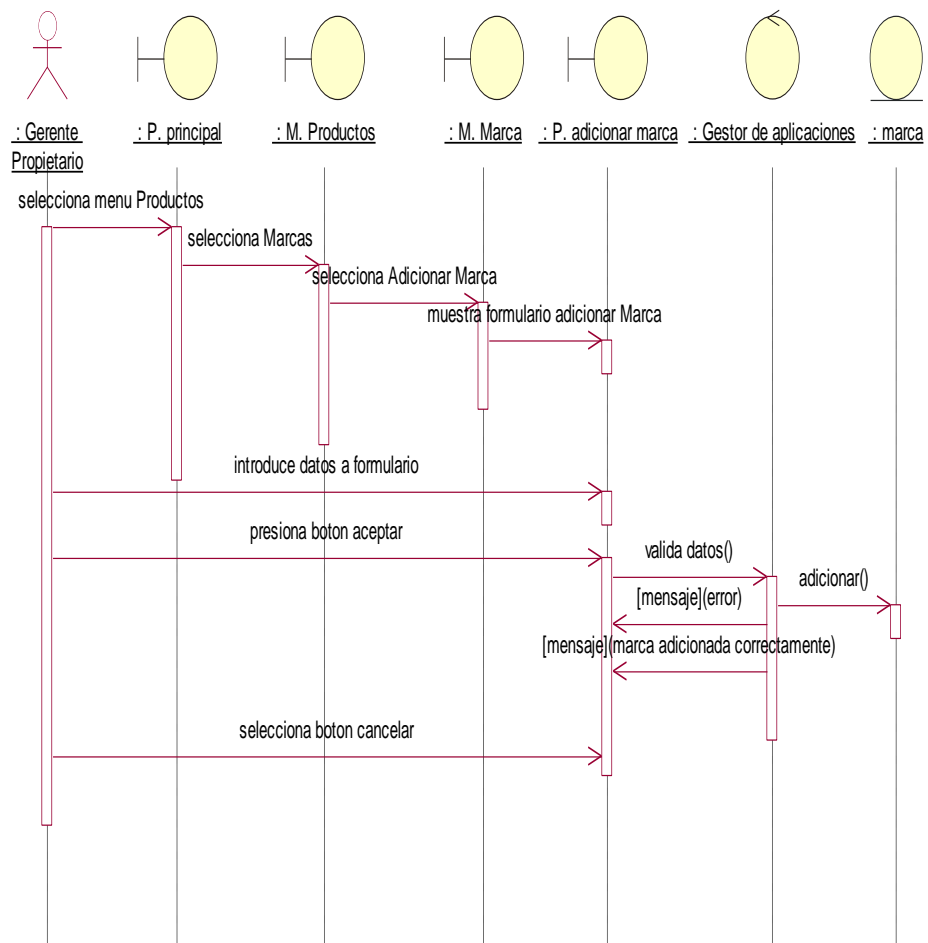 : Gerente
Propietario
: P. principal
: M. Productos
: M. Marca
: P. adicionar marca
: Gestor de aplicaciones
: marca
selecciona menu Productos
selecciona Marcas
selecciona Adicionar Marca
muestra formulario adicionar Marca
introduce datos a formulario
presiona boton aceptar
valida datos()
adicionar()
[mensaje](error)
[mensaje](marca adicionada correctamente)
selecciona boton cancelar